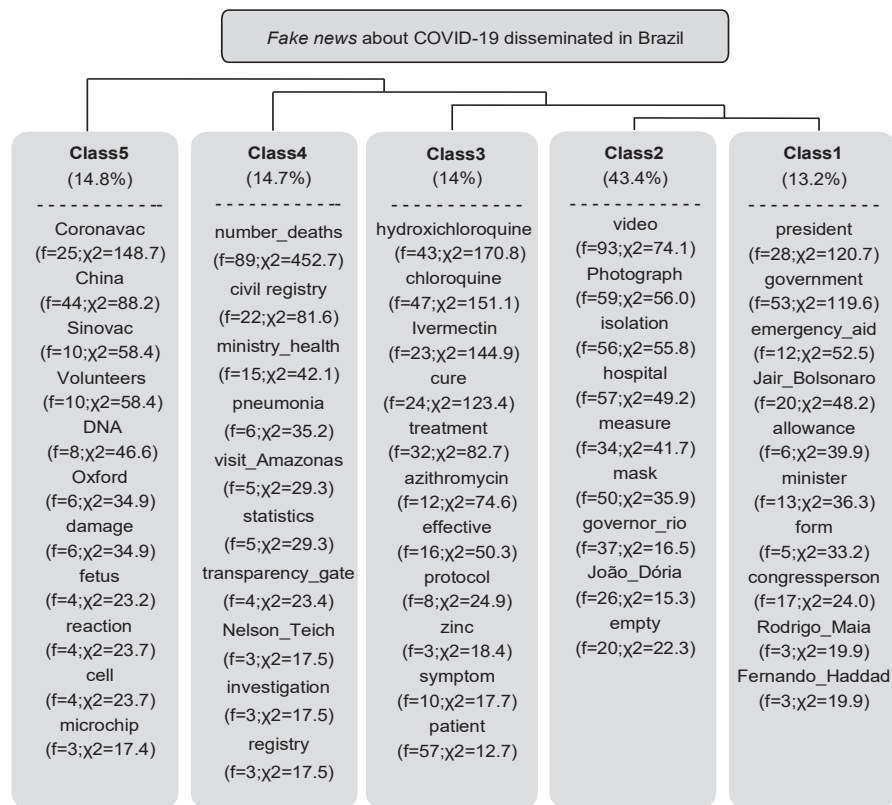 Fake news about COVID-19 disseminated in Brazil
Class5
(14.8%)
Coronavac
(f=25;χ2=148.7)
China
(f=44;χ2=88.2)
Sinovac
(f=10;χ2=58.4)
Volunteers
(f=10;χ2=58.4)
DNA
(f=8;χ2=46.6)
Oxford
(f=6;χ2=34.9)
damage
(f=6;χ2=34.9)
fetus
(f=4;χ2=23.2)
reaction
(f=4;χ2=23.7)
cell
(f=4;χ2=23.7)
microchip
(f=3;χ2=17.4)
Class4
(14.7%)
number_deaths
(f=89;χ2=452.7)
civil registry
(f=22;χ2=81.6)
ministry_health
(f=15;χ2=42.1)
pneumonia
(f=6;χ2=35.2)
visit_Amazonas
(f=5;χ2=29.3)
statistics
(f=5;χ2=29.3)
transparency_gate
(f=4;χ2=23.4)
Nelson_Teich
(f=3;χ2=17.5)
investigation
(f=3;χ2=17.5)
registry
(f=3;χ2=17.5)
Class3
(14%)
hydroxichloroquine
(f=43;χ2=170.8)
chloroquine
(f=47;χ2=151.1)
Ivermectin
(f=23;χ2=144.9)
cure
(f=24;χ2=123.4)
treatment
(f=32;χ2=82.7)
azithromycin
(f=12;χ2=74.6)
effective
(f=16;χ2=50.3)
protocol
(f=8;χ2=24.9)
zinc
(f=3;χ2=18.4)
symptom
(f=10;χ2=17.7)
patient
(f=57;χ2=12.7)
Class2
(43.4%)
video
(f=93;χ2=74.1)
Photograph
(f=59;χ2=56.0)
isolation
(f=56;χ2=55.8)
hospital
(f=57;χ2=49.2)
measure
(f=34;χ2=41.7)
mask
(f=50;χ2=35.9)
governor_rio
(f=37;χ2=16.5)
João_Dória
(f=26;χ2=15.3)
empty
(f=20;χ2=22.3)
Class1
(13.2%)
president
(f=28;χ2=120.7)
government
(f=53;χ2=119.6)
emergency_aid
(f=12;χ2=52.5)
Jair_Bolsonaro
(f=20;χ2=48.2)
allowance
(f=6;χ2=39.9)
minister
(f=13;χ2=36.3)
form
(f=5;χ2=33.2)
congressperson
(f=17;χ2=24.0)
Rodrigo_Maia
(f=3;χ2=19.9)
Fernando_Haddad
(f=3;χ2=19.9)